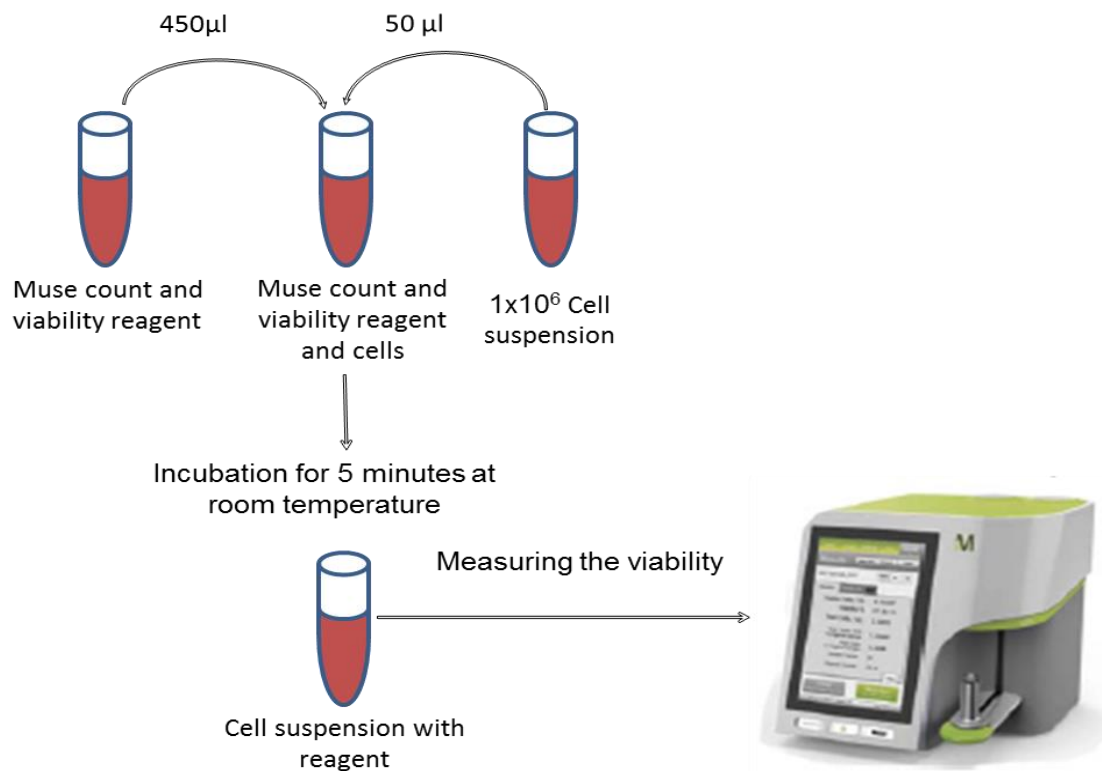 450µl
50 µl
Muse count and
viability reagent
Muse count and
viability reagent
and cells
1x10⁶ Cell
suspension
Incubation for 5 minutes at
room temperature
Measuring the viability
M
Cell suspension with
reagent